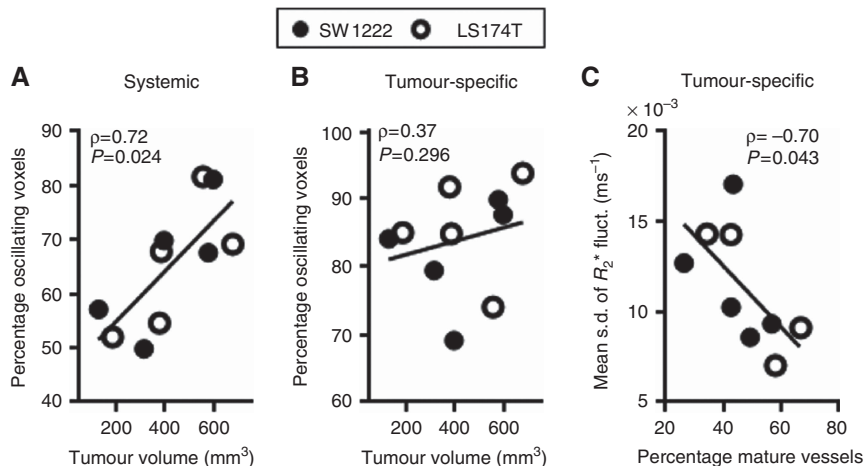 SW1222 LS174T
A Systemic
ρ=0.72
P=0.024
Percentage oscillating voxels
90
80
70
60
50
40
200 400 600
Tumour volume (mm³)
B Tumour-specific
ρ=0.37
P=0.296
Percentage oscillating voxels
100
90
80
70
60
200 400 600
Tumour volume (mm³)
C Tumour-specific
× 10⁻³
ρ= –0.70
P=0.043
Mean s.d. of R₂* fluct. (ms⁻¹)
20
15
10
5
20 40 60 80
Percentage mature vessels